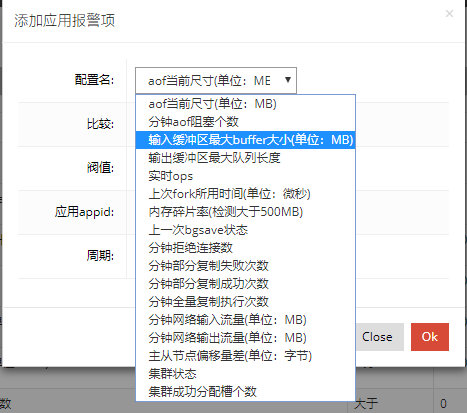 添加应用报警项
×
配置名:
aof当前尺寸(单位：ME
aof当前尺寸(单位：MB)
分钟aof阻塞个数
比较:
输入缓冲区最大buffer大小(单位：MB)
输出缓冲区最大队列长度
阀值:
实时ops
上次fork所用时间(单位：微秒)
应用appid:
内存碎片率(检测大于500MB)
上一次bgsave状态
分钟拒绝连接数
周期:
分钟部分复制失败次数
分钟部分复制成功次数
分钟全量复制执行次数
分钟网络输入流量(单位：MB)
分钟网络输出流量(单位：MB)
Close
Ok
主从节点偏移量差(单位：字节)
集群状态
集群成功分配槽个数
数
大于
0